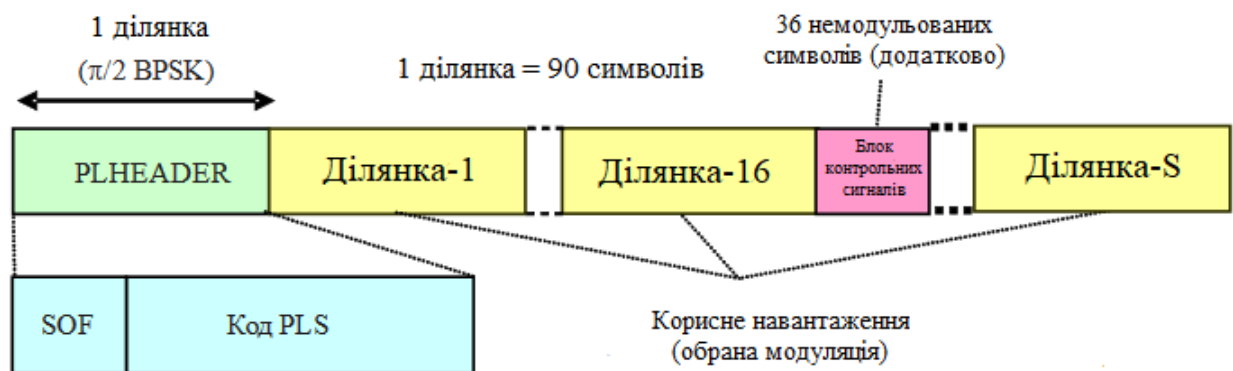 1 ділянка
(π/2 BPSK)
1 ділянка = 90 символів
36 немодульованих
символів (додатково)
PLHEADER
Ділянка-1
Ділянка-16
Блок
контрольних
сигналів
Ділянка-S
SOF
Код PLS
Корисне навантаження
(обрана модуляція)